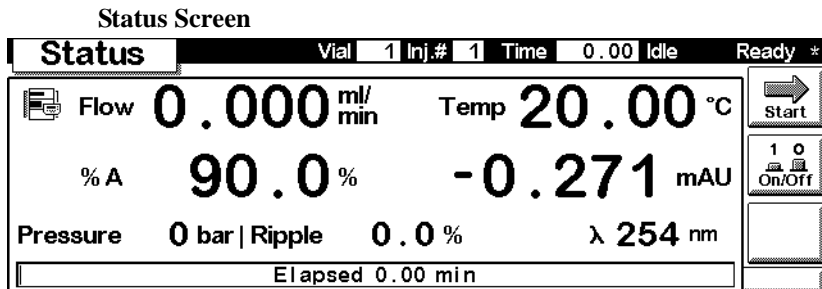 Status Screen
Status Vial 1 Inj.# 1 Time 0.00 Idle Ready *
Flow 0.000 ml/min Temp 20.00 °C
Start
% A 90.0 % -0.271 mAU
1 0
On/Off
Pressure 0 bar | Ripple 0.0 % λ 254 nm
Elapsed 0.00 min